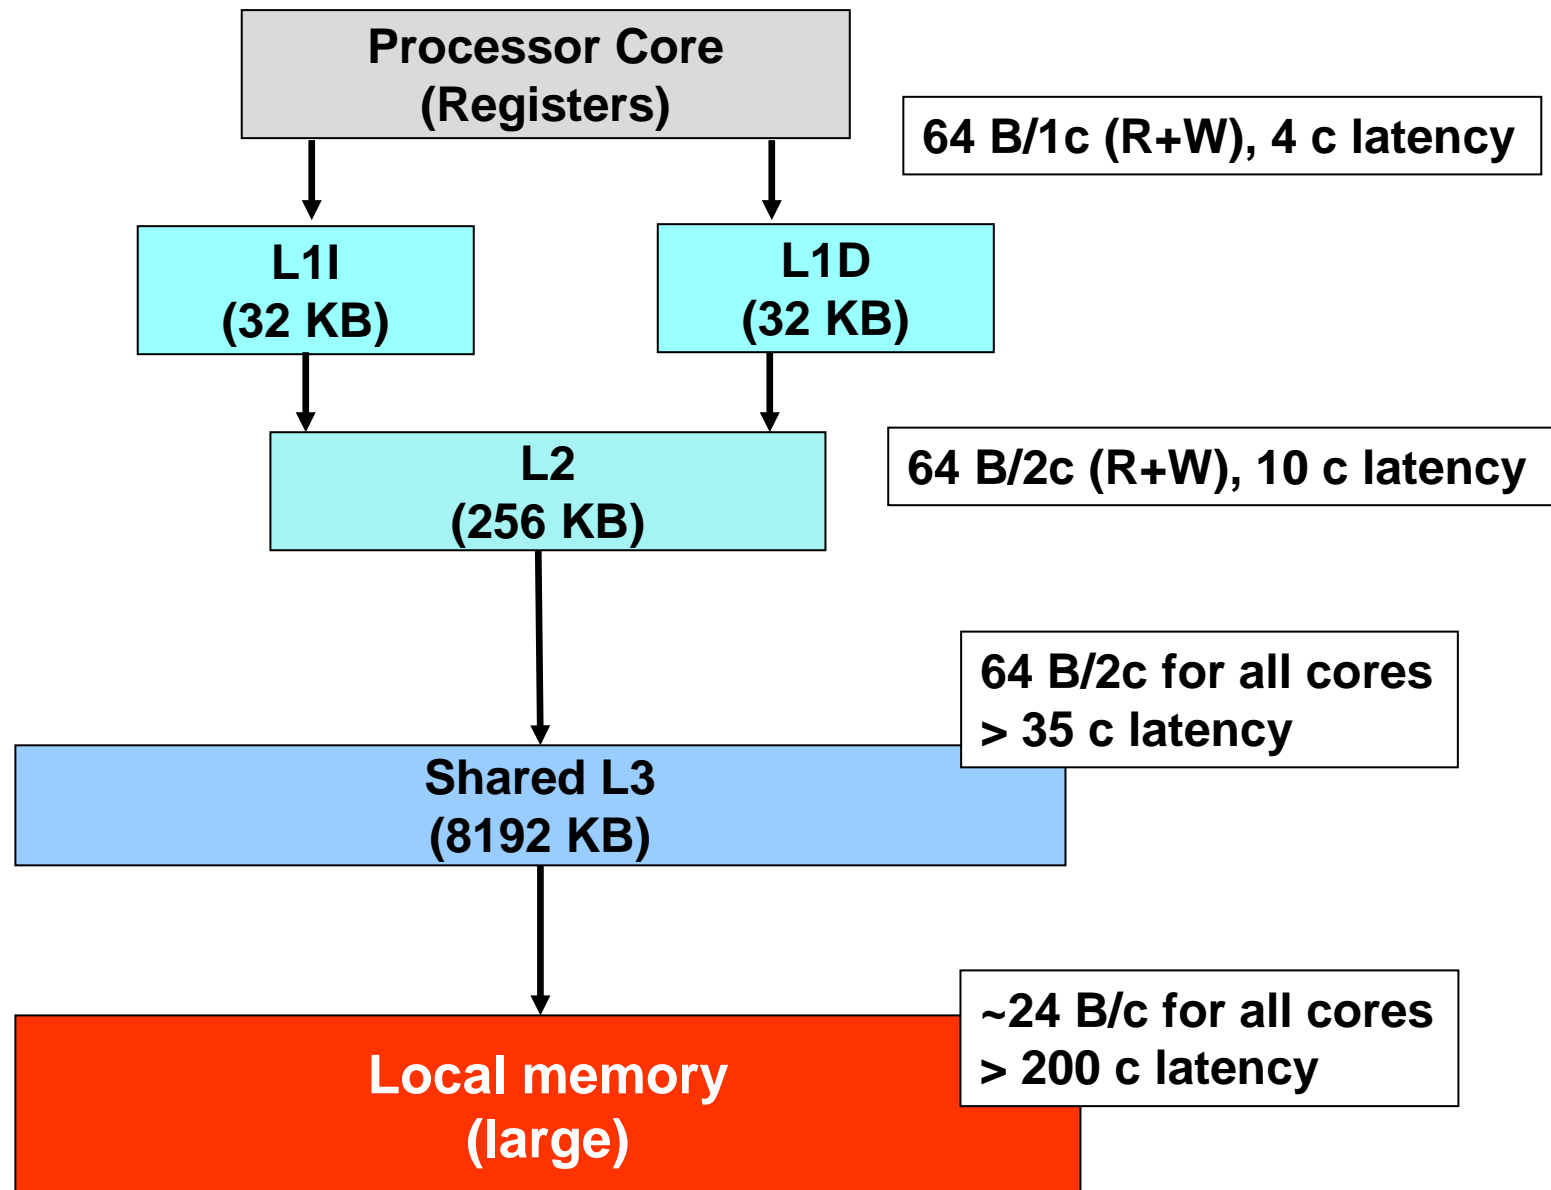 Processor Core
(Registers)
64 B/1c (R+W), 4 c latency
L1I
(32 KB)
L1D
(32 KB)
L2
(256 KB)
64 B/2c (R+W), 10 c latency
64 B/2c for all cores
> 35 c latency
Shared L3
(8192 KB)
~24 B/c for all cores
> 200 c latency
Local memory
(large)